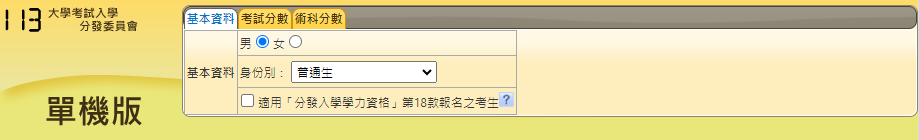 113 大學考試入學
分發委員會
單機版
基本資料 考試分數 術科分數
男 女
基本資料 身份別： 普通生
適用「分發入學學力資格」第18款報名之考生 ?